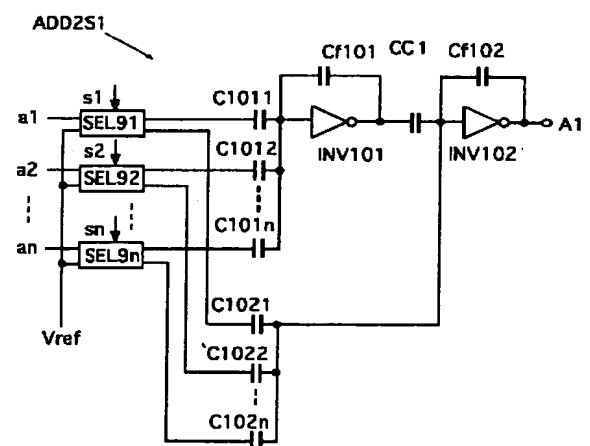 ADD2S1
Cf101 CC1 Cf102
s1
C1011
a1 SEL91
INV101 INV102 A1
s2
C1012
a2 SEL92
sn
C101n
an SEL9n
C1021
Vref
C1022
C102n